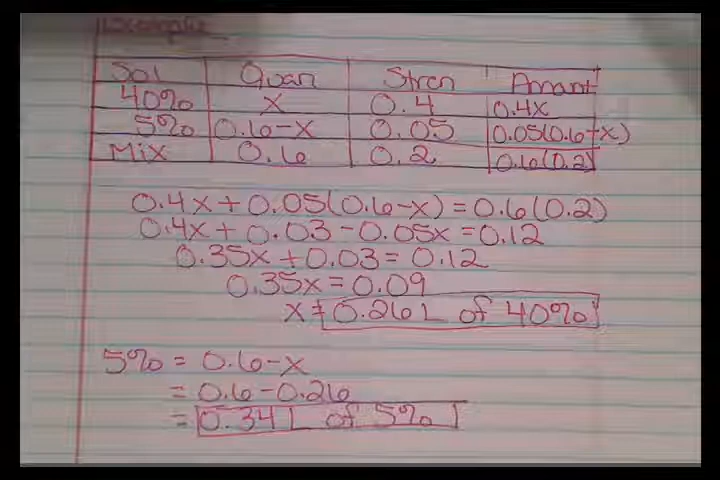 Example
Sol Quan Stren Amount
40% x 0.4 0.4x
5% 0.6-x 0.05 0.05(0.6-x)
Mix 0.6 0.2 0.6(0.2)
0.4x+0.05(0.6-x)=0.6(0.2)
0.4x+0.03-0.05x=0.12
0.35x+0.03=0.12
0.35x=0.09
x=0.26L of 40%
5% = 0.6-x
= 0.6-0.26
= 0.34L of 5%